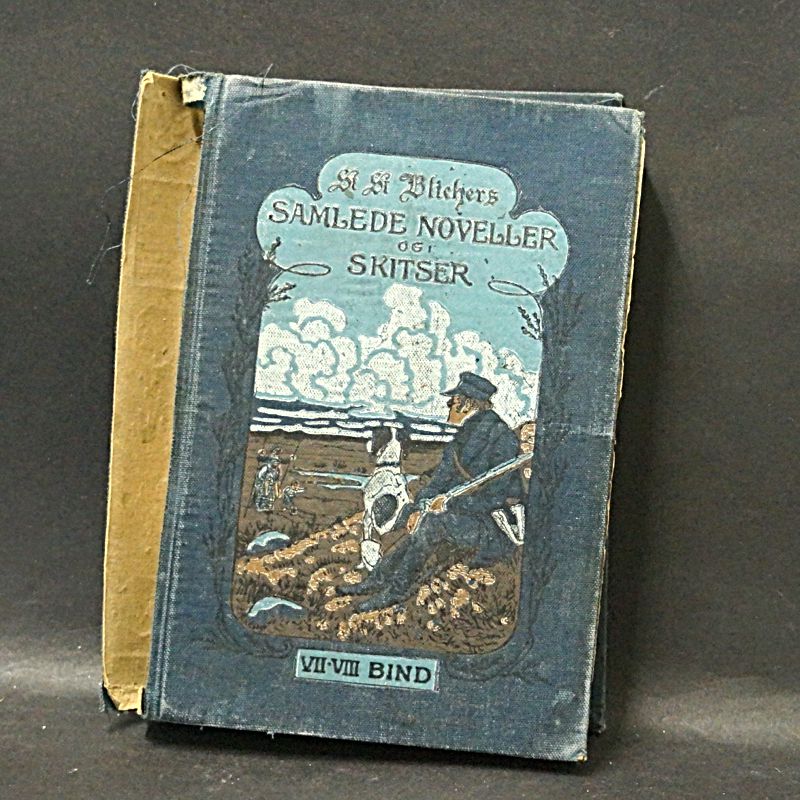 St St Blichers
SAMLEDE NOVELLER
OG
SKITSER
VII-VIII BIND